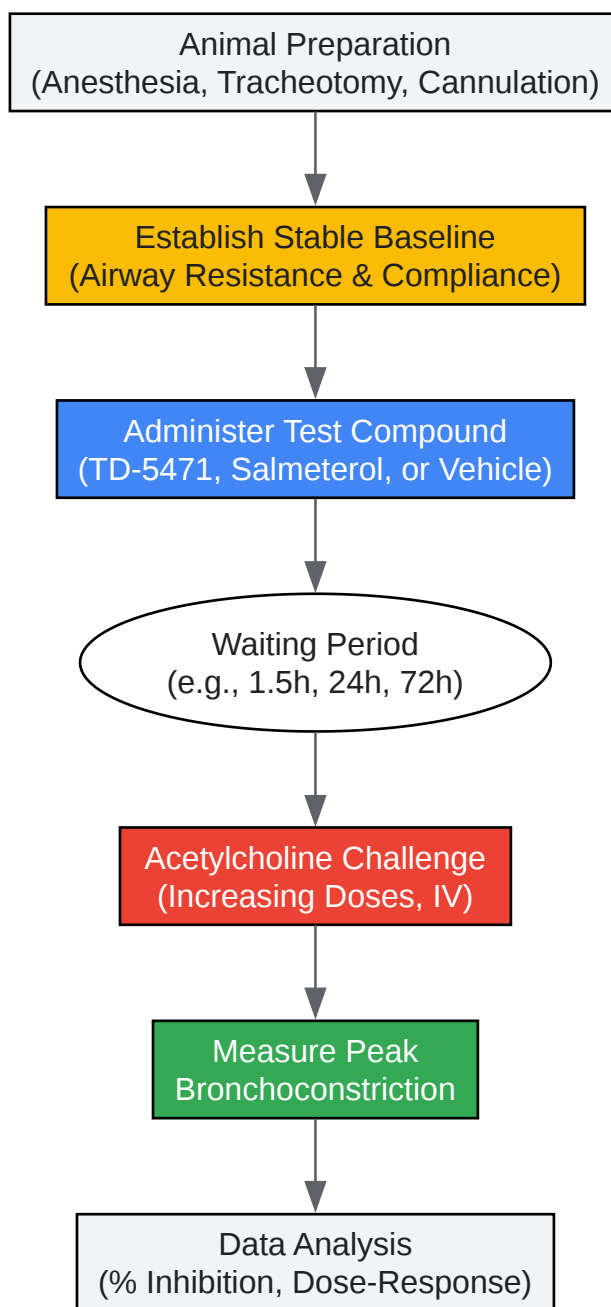 Animal Preparation
(Anesthesia, Tracheotomy, Cannulation)
Establish Stable Baseline
(Airway Resistance & Compliance)
Administer Test Compound
(TD-5471, Salmeterol, or Vehicle)
Waiting Period
(e.g., 1.5h, 24h, 72h)
Acetylcholine Challenge
(Increasing Doses, IV)
Measure Peak
Bronchoconstriction
Data Analysis
(% Inhibition, Dose-Response)